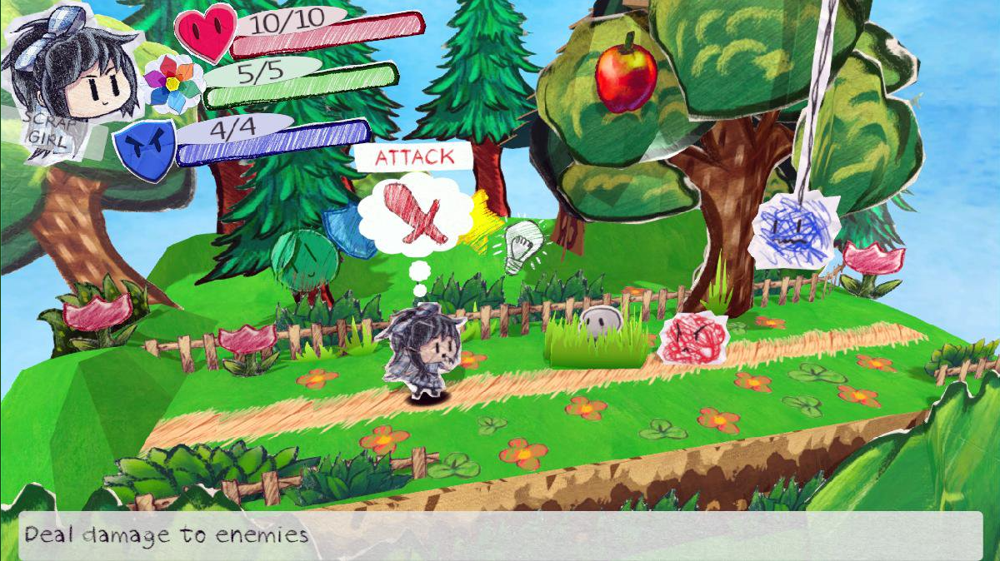 10/10
5/5
4/4
SCRAP
GIRL
ATTACK
Deal damage to enemies